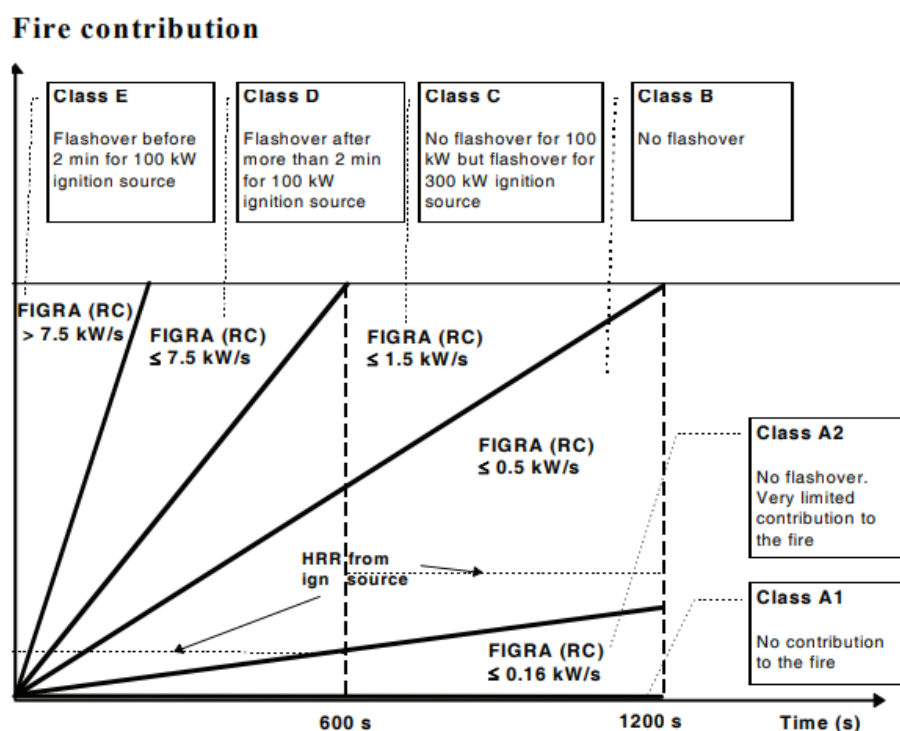 Fire contribution
Class E
Flashover before
2 min for 100 kW
ignition source
Class D
Flashover after
more than 2 min
for 100 kW
ignition source
Class C
No flashover for 100
kW but flashover for
300 kW ignition
source
Class B
No flashover
FIGRA (RC)
> 7.5 kW/s
FIGRA (RC)
≤ 7.5 kW/s
FIGRA (RC)
≤ 1.5 kW/s
FIGRA (RC)
≤ 0.5 kW/s
Class A2
No flashover.
Very limited
contribution to
the fire
HRR from
ign source
Class A1
No contribution
to the fire
FIGRA (RC)
≤ 0.16 kW/s
600 s
1200 s
Time (s)